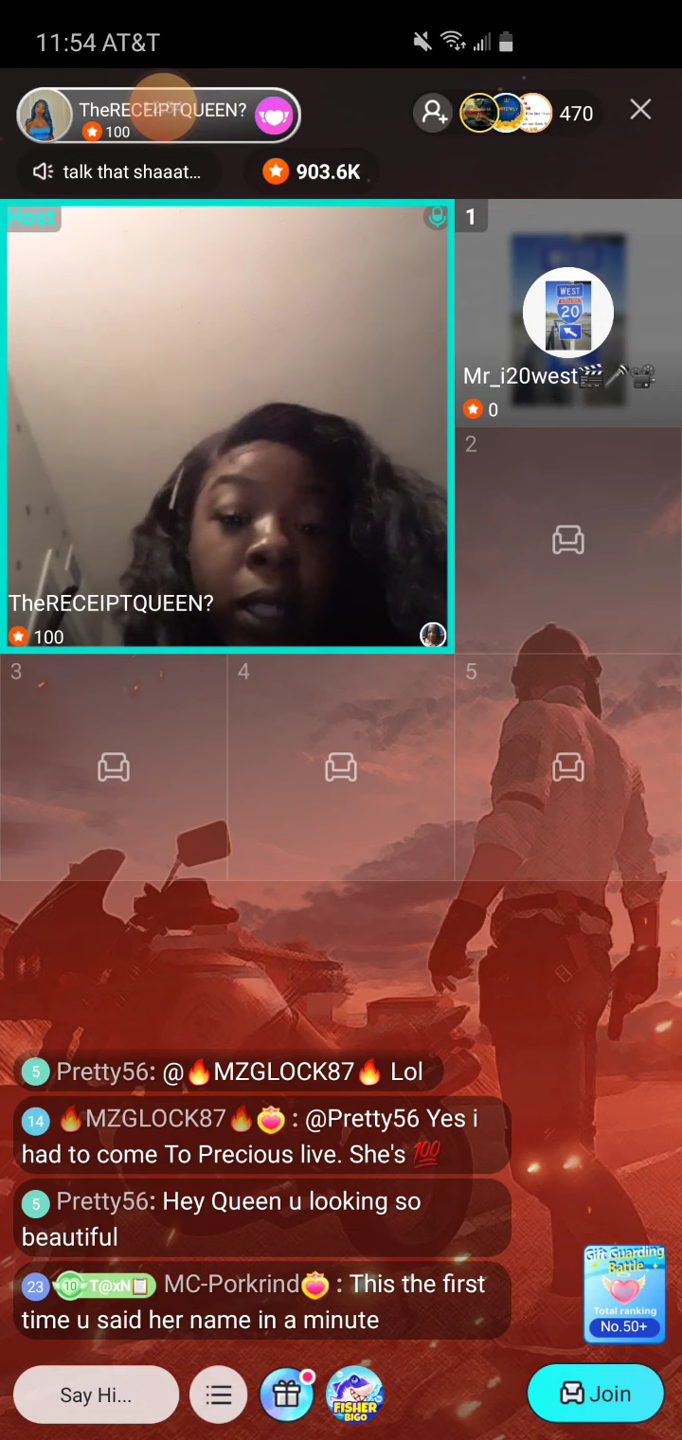 11:54 AT&T
TheRECEIPTQUEEN?
100
470
talk that shaaat...
903.6K
Host
1
WEST
20
Mr_i20west🎬🎤📽
0
2
TheRECEIPTQUEEN?
100
3
4
5
5 Pretty56: @🔥MZGLOCK87🔥 Lol
14 🔥MZGLOCK87🔥🍑 : @Pretty56 Yes i
had to come To Precious live. She's 💯
5 Pretty56: Hey Queen u looking so
beautiful
23 10 T@xN📋 MC-Porkrind🍑 : This the first
time u said her name in a minute
Gift Guarding
Battle
Total ranking
No.50+
Say Hi...
FISHER
BIGO
Join